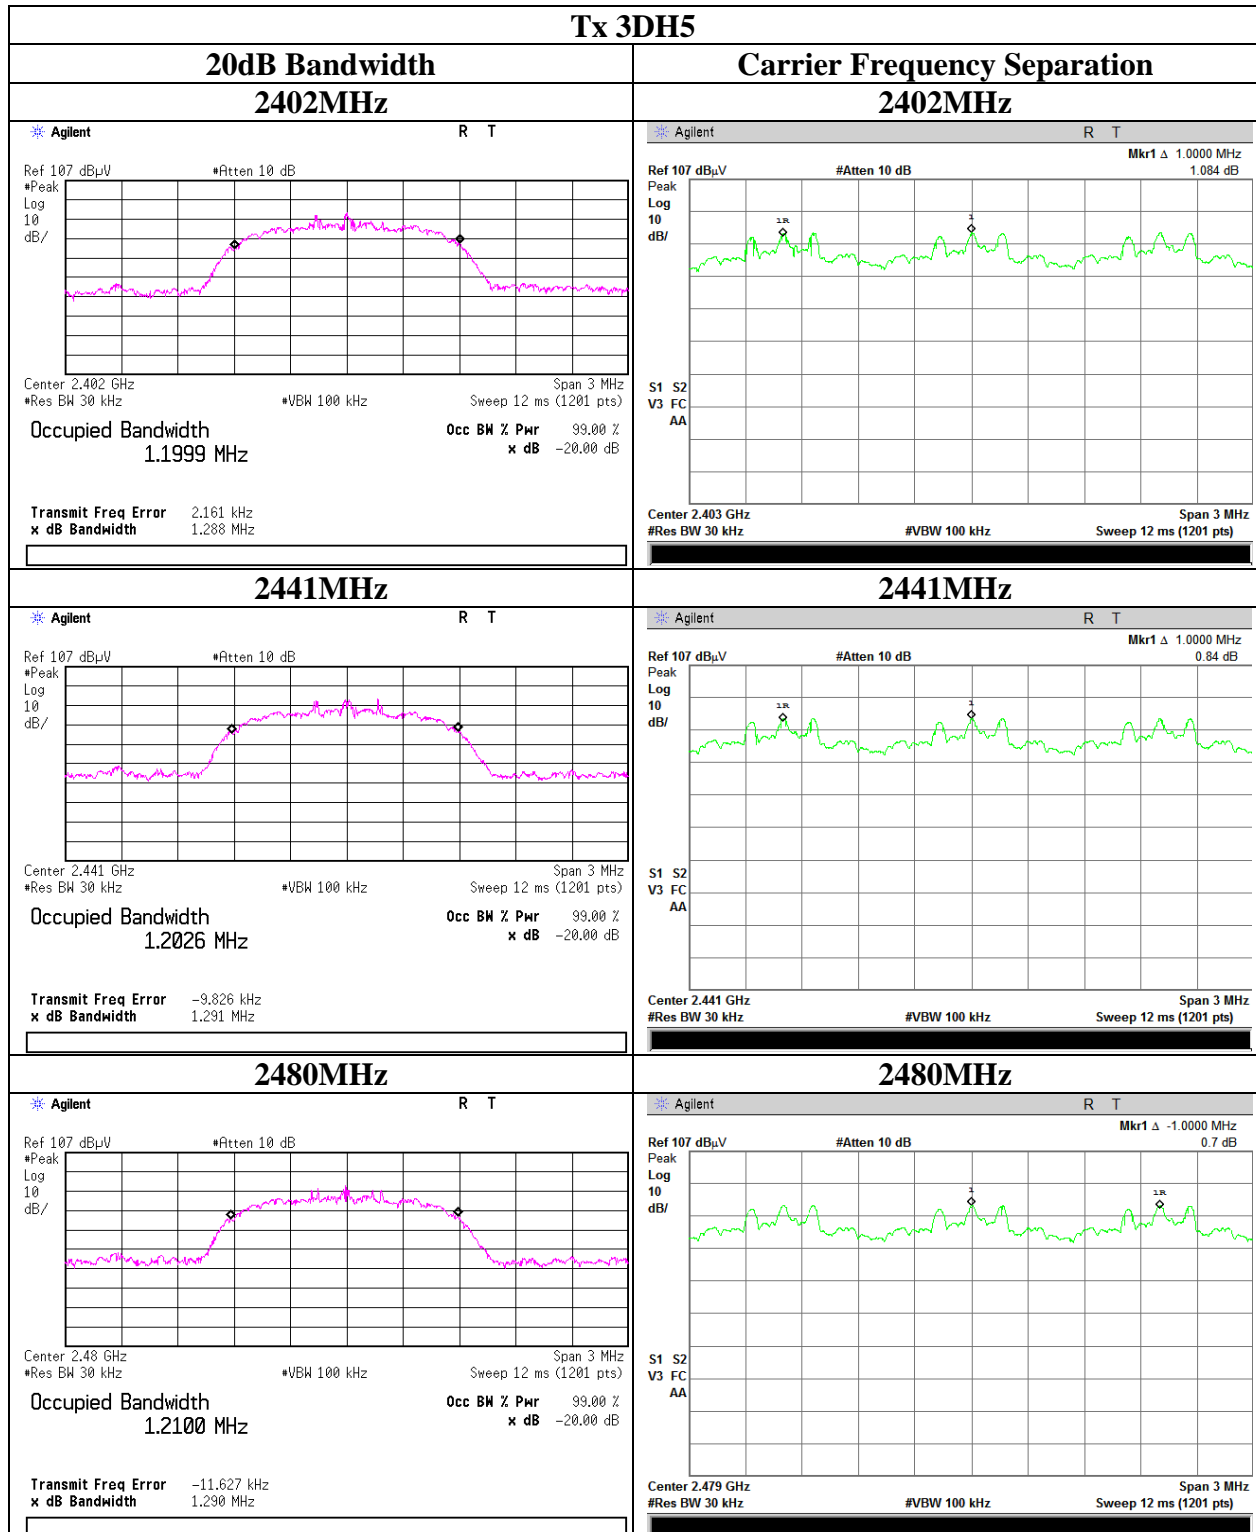 Tx 3DH5
20dB Bandwidth
Carrier Frequency Separation
2402MHz
2402MHz
Agilent
R T
Ref 107 dBµV
#Atten 10 dB
#Peak
Log
10
dB/
Center 2.402 GHz
Span 3 MHz
#Res BW 30 kHz
#VBW 100 kHz
Sweep 12 ms (1201 pts)
Occupied Bandwidth
1.1999 MHz
Occ BW % Pwr 99.00 %
x dB -20.00 dB
Transmit Freq Error 2.161 kHz
x dB Bandwidth 1.288 MHz
Agilent
R T
Mkr1 Δ 1.0000 MHz
Ref 107 dBµV
#Atten 10 dB
1.084 dB
Peak
Log
10
dB/
1R
1
S1 S2
V3 FC
AA
Center 2.403 GHz
Span 3 MHz
#Res BW 30 kHz
#VBW 100 kHz
Sweep 12 ms (1201 pts)
2441MHz
2441MHz
Agilent
R T
Ref 107 dBµV
#Atten 10 dB
#Peak
Log
10
dB/
Center 2.441 GHz
Span 3 MHz
#Res BW 30 kHz
#VBW 100 kHz
Sweep 12 ms (1201 pts)
Occupied Bandwidth
1.2026 MHz
Occ BW % Pwr 99.00 %
x dB -20.00 dB
Transmit Freq Error -9.826 kHz
x dB Bandwidth 1.291 MHz
Agilent
R T
Mkr1 Δ 1.0000 MHz
Ref 107 dBµV
#Atten 10 dB
0.84 dB
Peak
Log
10
dB/
1R
1
S1 S2
V3 FC
AA
Center 2.441 GHz
Span 3 MHz
#Res BW 30 kHz
#VBW 100 kHz
Sweep 12 ms (1201 pts)
2480MHz
2480MHz
Agilent
R T
Ref 107 dBµV
#Atten 10 dB
#Peak
Log
10
dB/
Center 2.48 GHz
Span 3 MHz
#Res BW 30 kHz
#VBW 100 kHz
Sweep 12 ms (1201 pts)
Occupied Bandwidth
1.2100 MHz
Occ BW % Pwr 99.00 %
x dB -20.00 dB
Transmit Freq Error -11.627 kHz
x dB Bandwidth 1.290 MHz
Agilent
R T
Mkr1 Δ -1.0000 MHz
Ref 107 dBµV
#Atten 10 dB
0.7 dB
Peak
Log
10
dB/
1
1R
S1 S2
V3 FC
AA
Center 2.479 GHz
Span 3 MHz
#Res BW 30 kHz
#VBW 100 kHz
Sweep 12 ms (1201 pts)